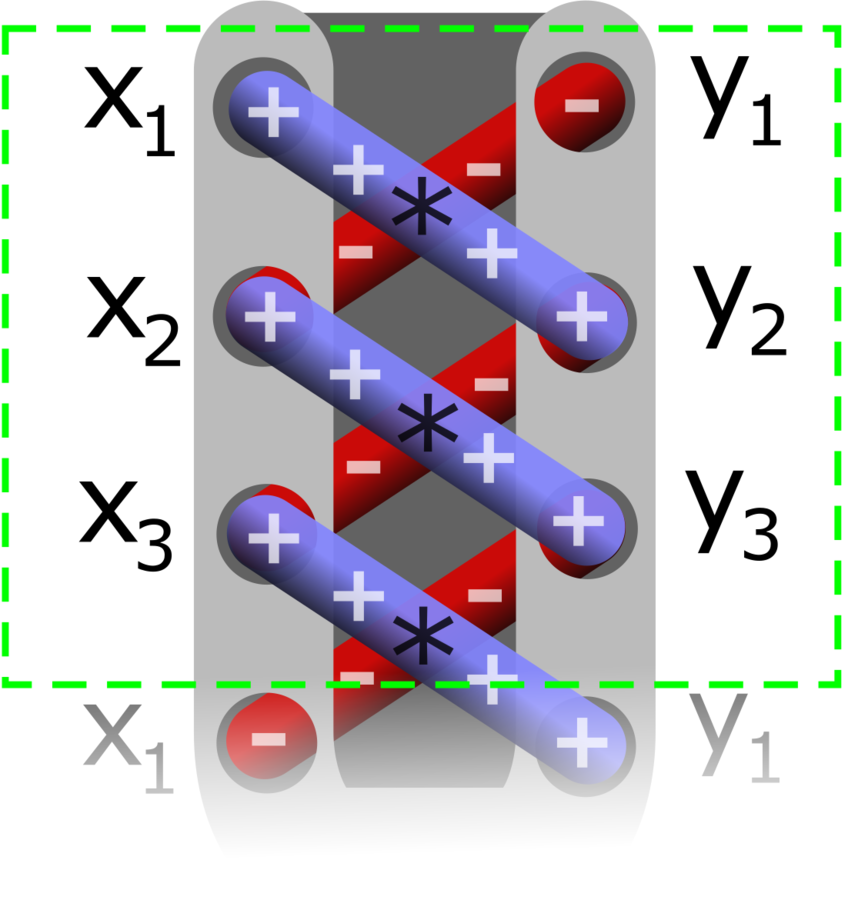 x₁ + - y₁
+ -
*
- +
x₂ + + y₂
+ -
*
- +
x₃ + + y₃
+ -
*
- +
x₁ - + y₁